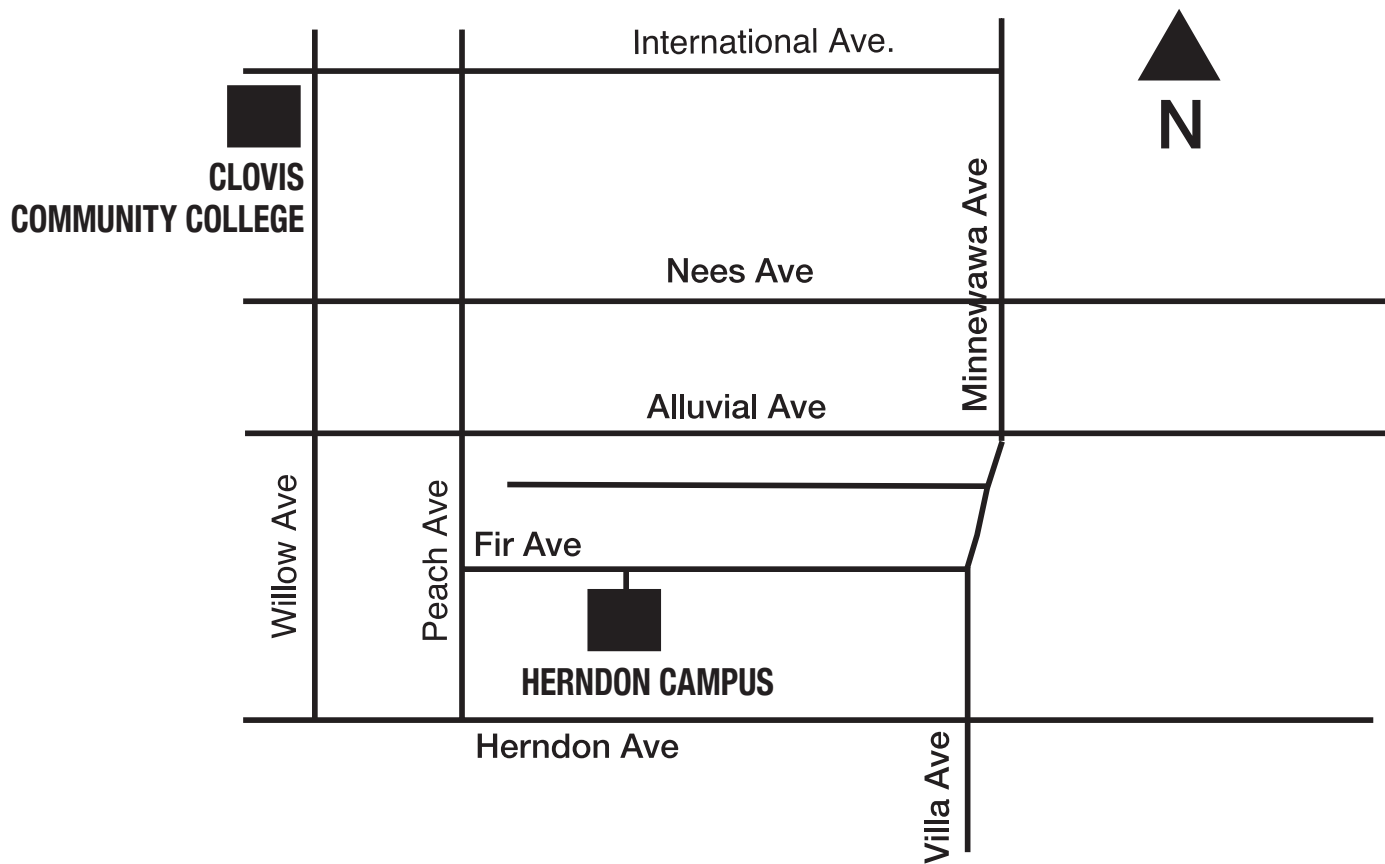 International Ave.
N
CLOVIS
COMMUNITY COLLEGE
Minnewawa Ave
Nees Ave
Alluvial Ave
Willow Ave
Peach Ave
Fir Ave
HERNDON CAMPUS
Herndon Ave
Villa Ave